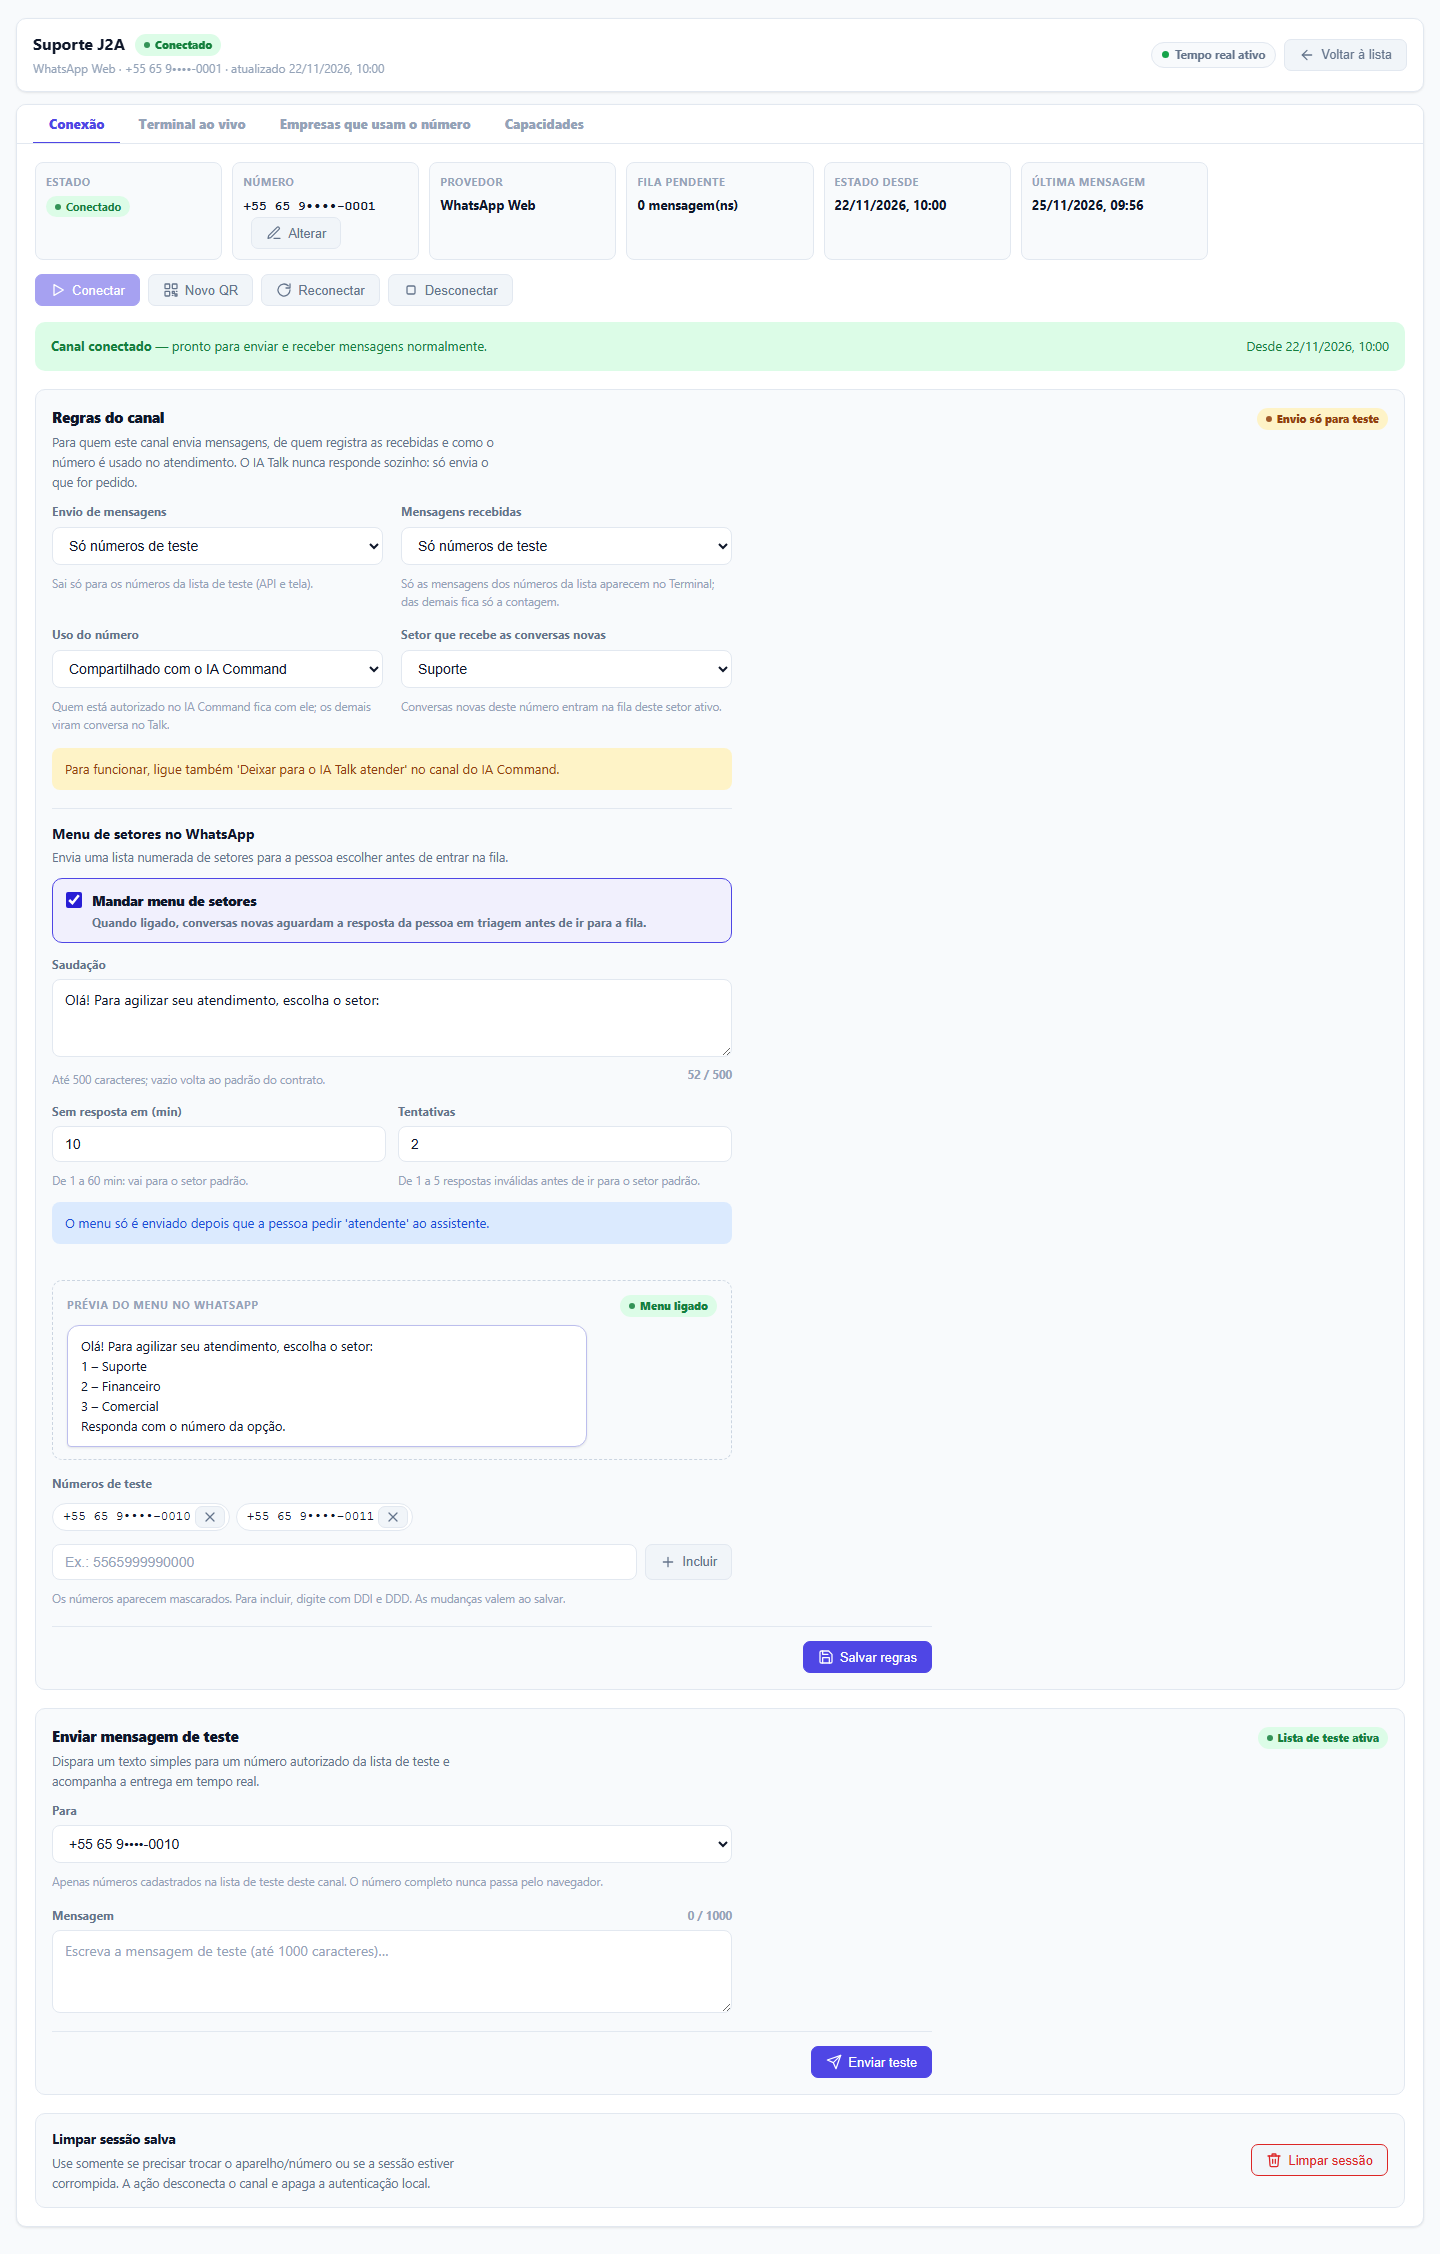 Suporte J2A
Conectado
WhatsApp Web · +55 65 9••••-0001 · atualizado 22/11/2026, 10:00
Tempo real ativo
Voltar à lista
Conexão
Terminal ao vivo
Empresas que usam o número
Capacidades
ESTADO
Conectado
NÚMERO
+55 65 9••••-0001
Alterar
PROVEDOR
WhatsApp Web
FILA PENDENTE
0 mensagem(ns)
ESTADO DESDE
22/11/2026, 10:00
ÚLTIMA MENSAGEM
25/11/2026, 09:56
Conectar
Novo QR
Reconectar
Desconectar
Canal conectado — pronto para enviar e receber mensagens normalmente.
Desde 22/11/2026, 10:00
Regras do canal
Envio só para teste
Para quem este canal envia mensagens, de quem registra as recebidas e como o
número é usado no atendimento. O IA Talk nunca responde sozinho: só envia o
que for pedido.
Envio de mensagens
Só números de teste
Sai só para os números da lista de teste (API e tela).
Mensagens recebidas
Só números de teste
Só as mensagens dos números da lista aparecem no Terminal;
das demais fica só a contagem.
Uso do número
Compartilhado com o IA Command
Quem está autorizado no IA Command fica com ele; os demais
viram conversa no Talk.
Setor que recebe as conversas novas
Suporte
Conversas novas deste número entram na fila deste setor ativo.
Para funcionar, ligue também 'Deixar para o IA Talk atender' no canal do IA Command.
Menu de setores no WhatsApp
Envia uma lista numerada de setores para a pessoa escolher antes de entrar na fila.
Mandar menu de setores
Quando ligado, conversas novas aguardam a resposta da pessoa em triagem antes de ir para a fila.
Saudação
Olá! Para agilizar seu atendimento, escolha o setor:
Até 500 caracteres; vazio volta ao padrão do contrato.
52 / 500
Sem resposta em (min)
10
De 1 a 60 min: vai para o setor padrão.
Tentativas
2
De 1 a 5 respostas inválidas antes de ir para o setor padrão.
O menu só é enviado depois que a pessoa pedir 'atendente' ao assistente.
PRÉVIA DO MENU NO WHATSAPP
Menu ligado
Olá! Para agilizar seu atendimento, escolha o setor:
1 – Suporte
2 – Financeiro
3 – Comercial
Responda com o número da opção.
Números de teste
+55 65 9••••-0010
+55 65 9••••-0011
Ex.: 5565999990000
Incluir
Os números aparecem mascarados. Para incluir, digite com DDI e DDD. As mudanças valem ao salvar.
Salvar regras
Enviar mensagem de teste
Lista de teste ativa
Dispara um texto simples para um número autorizado da lista de teste e
acompanha a entrega em tempo real.
Para
+55 65 9••••-0010
Apenas números cadastrados na lista de teste deste canal. O número completo nunca passa pelo navegador.
Mensagem
0 / 1000
Escreva a mensagem de teste (até 1000 caracteres)...
Enviar teste
Limpar sessão salva
Use somente se precisar trocar o aparelho/número ou se a sessão estiver
corrompida. A ação desconecta o canal e apaga a autenticação local.
Limpar sessão